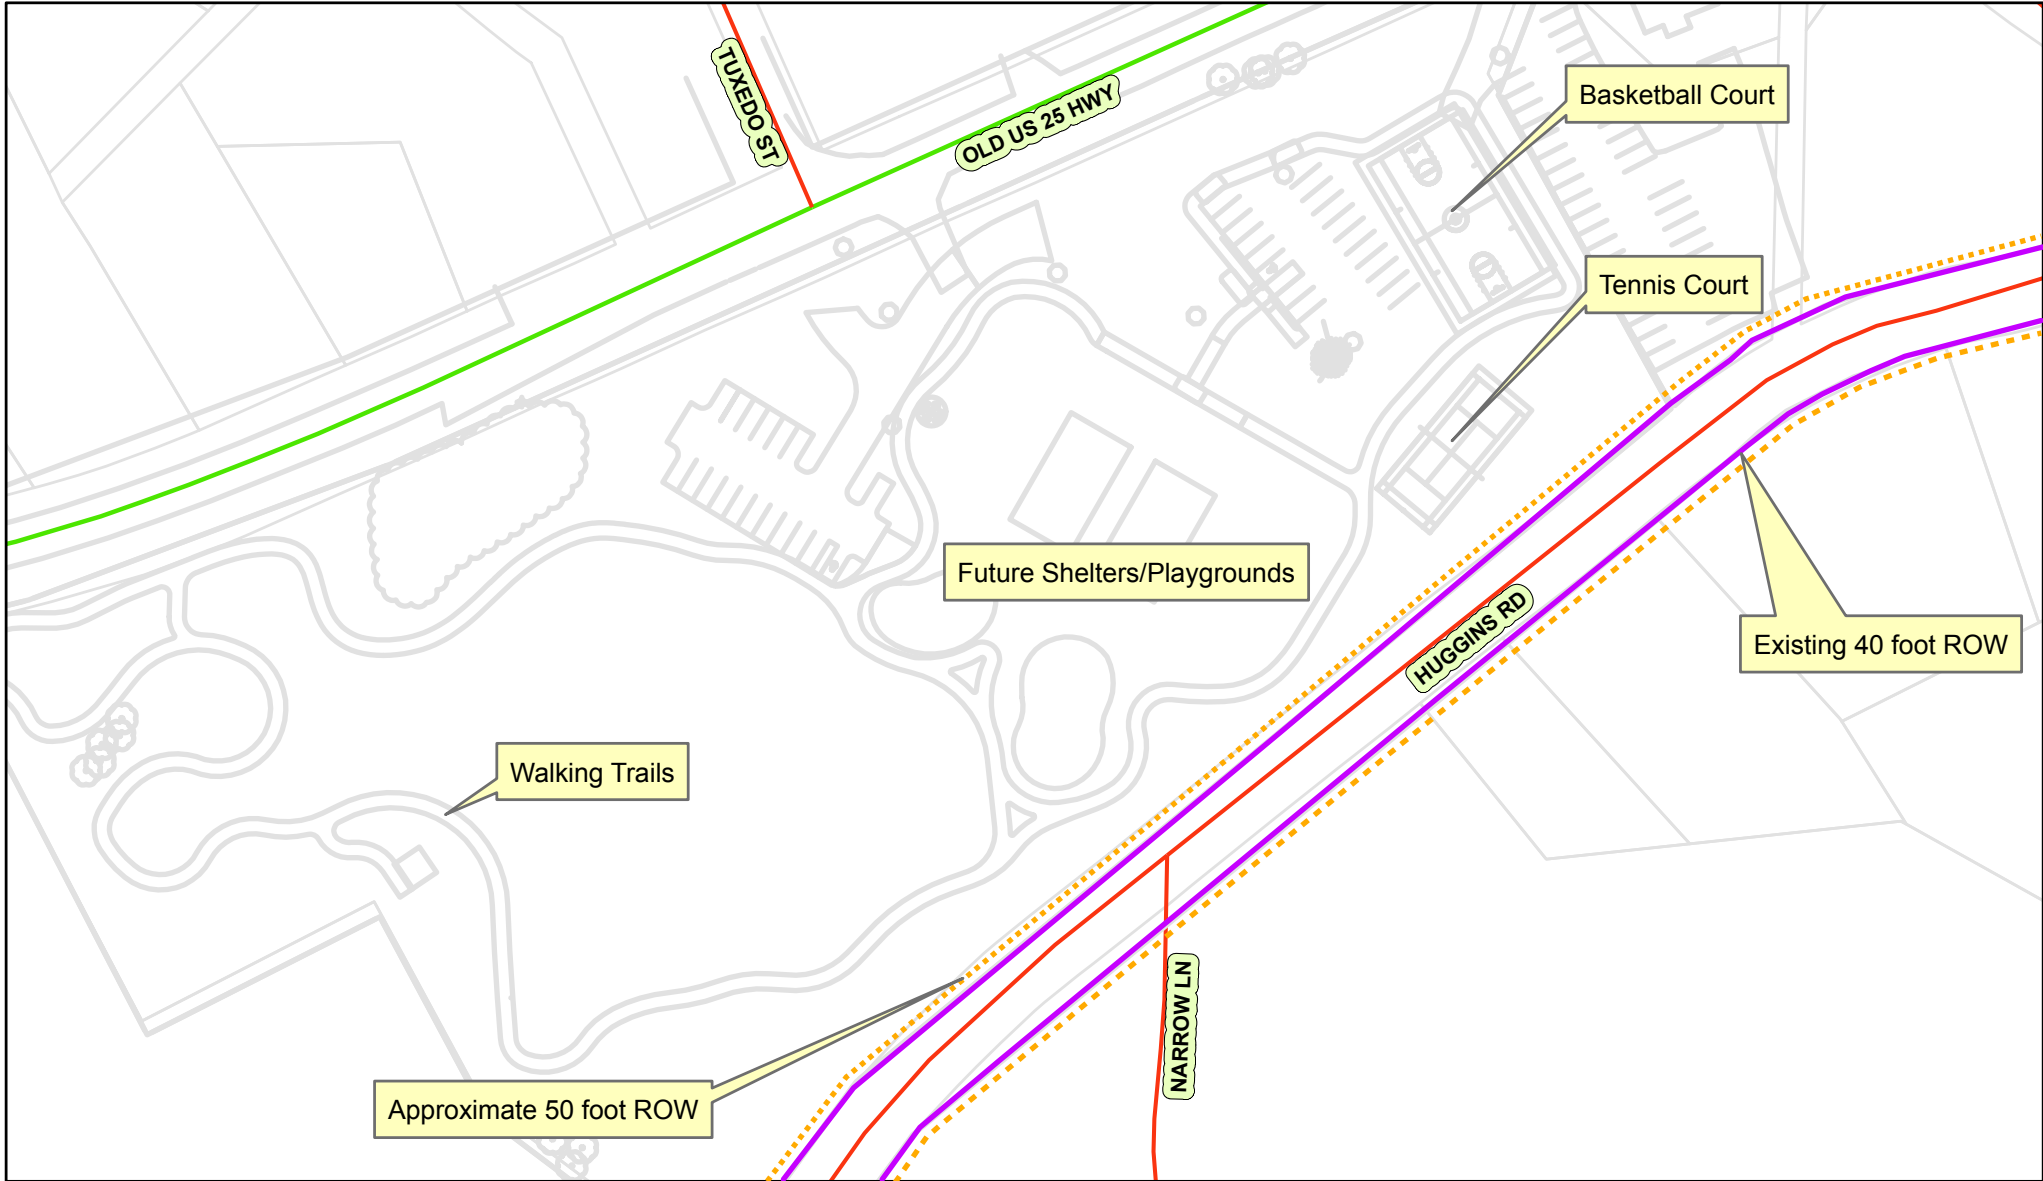 TUXEDO ST
OLD US 25 HWY
Basketball Court
Tennis Court
Future Shelters/Playgrounds
HUGGINS RD
Existing 40 foot ROW
Walking Trails
NARROW LN
Approximate 50 foot ROW